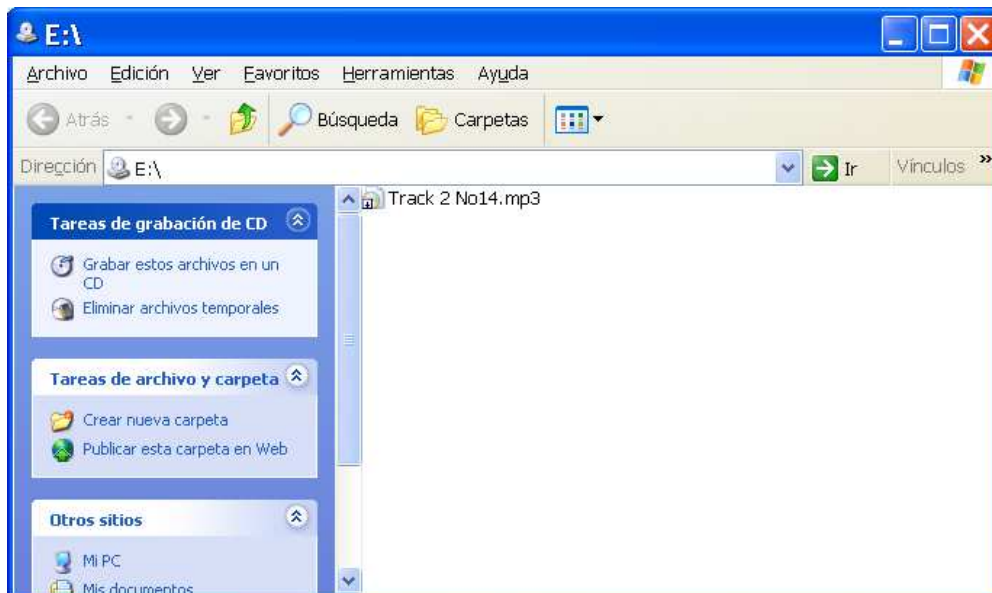 E:\
Archivo Edición Ver Favoritos Herramientas Ayuda
Atrás Búsqueda Carpetas
Dirección E:\ Ir Vínculos »
Track 2 No14.mp3
Tareas de grabación de CD
Grabar estos archivos en un
CD
Eliminar archivos temporales
Tareas de archivo y carpeta
Crear nueva carpeta
Publicar esta carpeta en Web
Otros sitios
Mi PC
Mis documentos